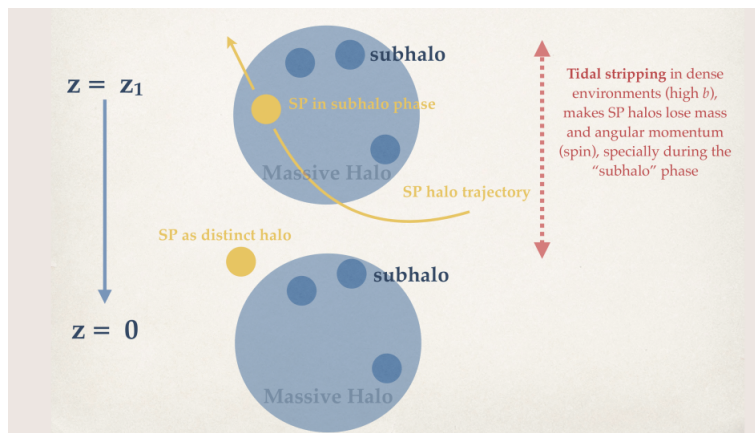 subhalo
z = z1
SP in subhalo phase
Massive Halo
SP halo trajectory
Tidal stripping in dense
environments (high b),
makes SP halos lose mass
and angular momentum
(spin), specially during the
“subhalo” phase
SP as distinct halo
subhalo
z = 0
Massive Halo